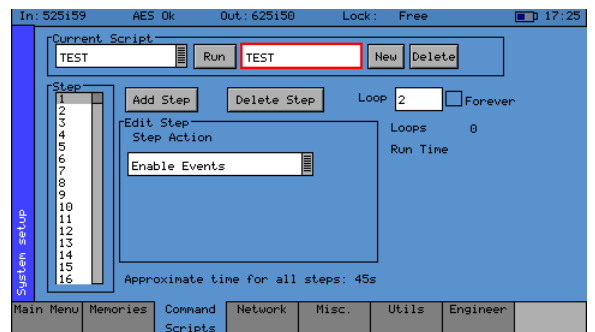 In:525i59 AES Ok Out:625i50 Lock: Free 17:25
Current Script
TEST Run TEST New Delete
Step
Add Step Delete Step Loop 2 Forever
1
2
3
4
5
6
7
8
9
10
11
12
13
14
15
16
Edit Step
Step Action
Enable Events
Loops 0
Run Time
Approximate time for all steps: 45s
System setup
Main Menu Memories Command Scripts Network Misc. Utils Engineer